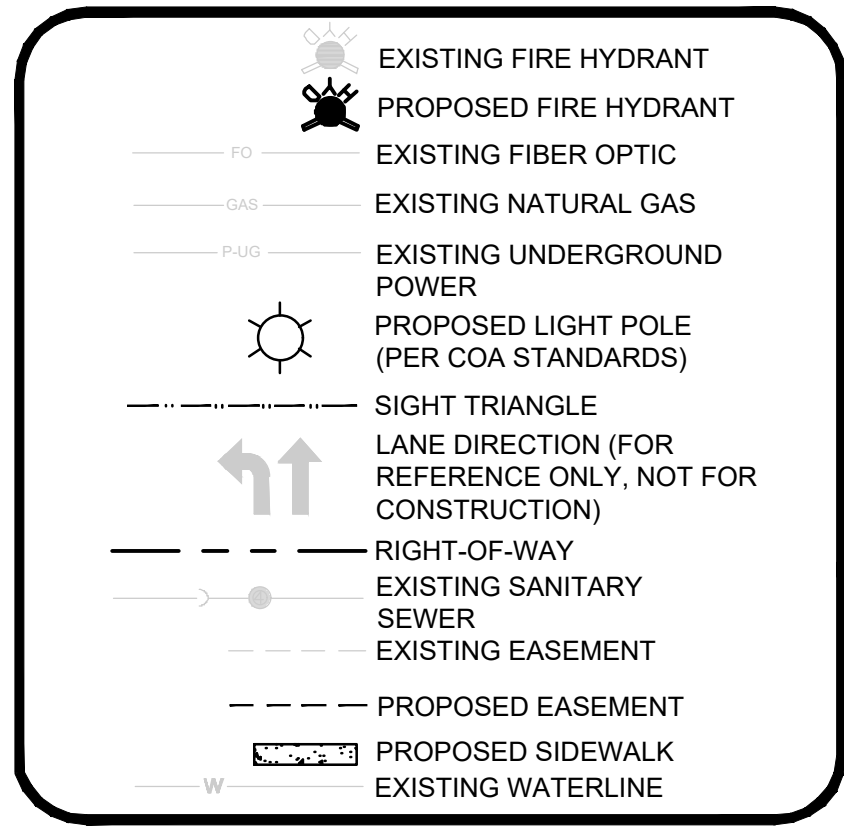 HYD
EXISTING FIRE HYDRANT
HYD
PROPOSED FIRE HYDRANT
FO
EXISTING FIBER OPTIC
GAS
EXISTING NATURAL GAS
P-UG
EXISTING UNDERGROUND
POWER
PROPOSED LIGHT POLE
(PER COA STANDARDS)
SIGHT TRIANGLE
LANE DIRECTION (FOR
REFERENCE ONLY, NOT FOR
CONSTRUCTION)
RIGHT-OF-WAY
EXISTING SANITARY
SEWER
EXISTING EASEMENT
PROPOSED EASEMENT
PROPOSED SIDEWALK
W
EXISTING WATERLINE